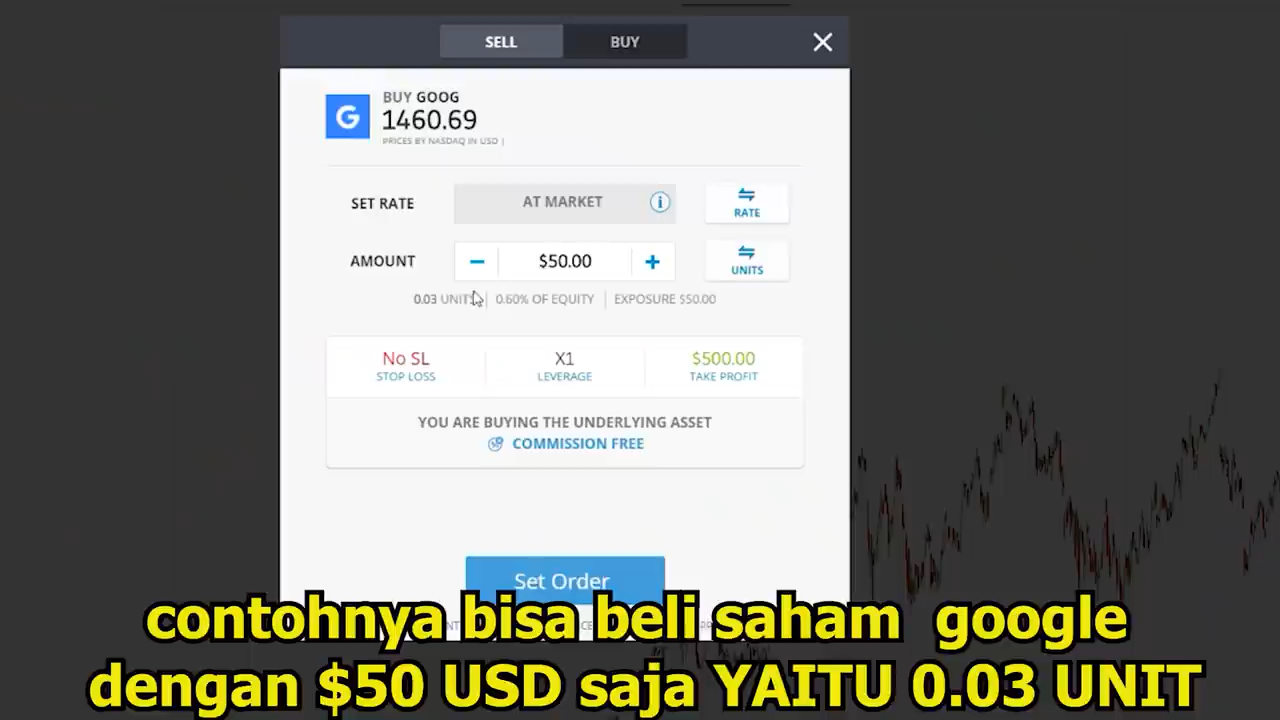 SELL
BUY
G
BUY GOOG
1460.69
PRICES BY NASDAQ IN USD |
SET RATE
AT MARKET
RATE
AMOUNT
$50.00
UNITS
0.03 UNITS
0.60% OF EQUITY
EXPOSURE $50.00
No SL
X1
$500.00
STOP LOSS
LEVERAGE
TAKE PROFIT
YOU ARE BUYING THE UNDERLYING ASSET
COMMISSION FREE
Set Order
contohnya bisa beli saham google
dengan $50 USD saja YAITU 0.03 UNIT